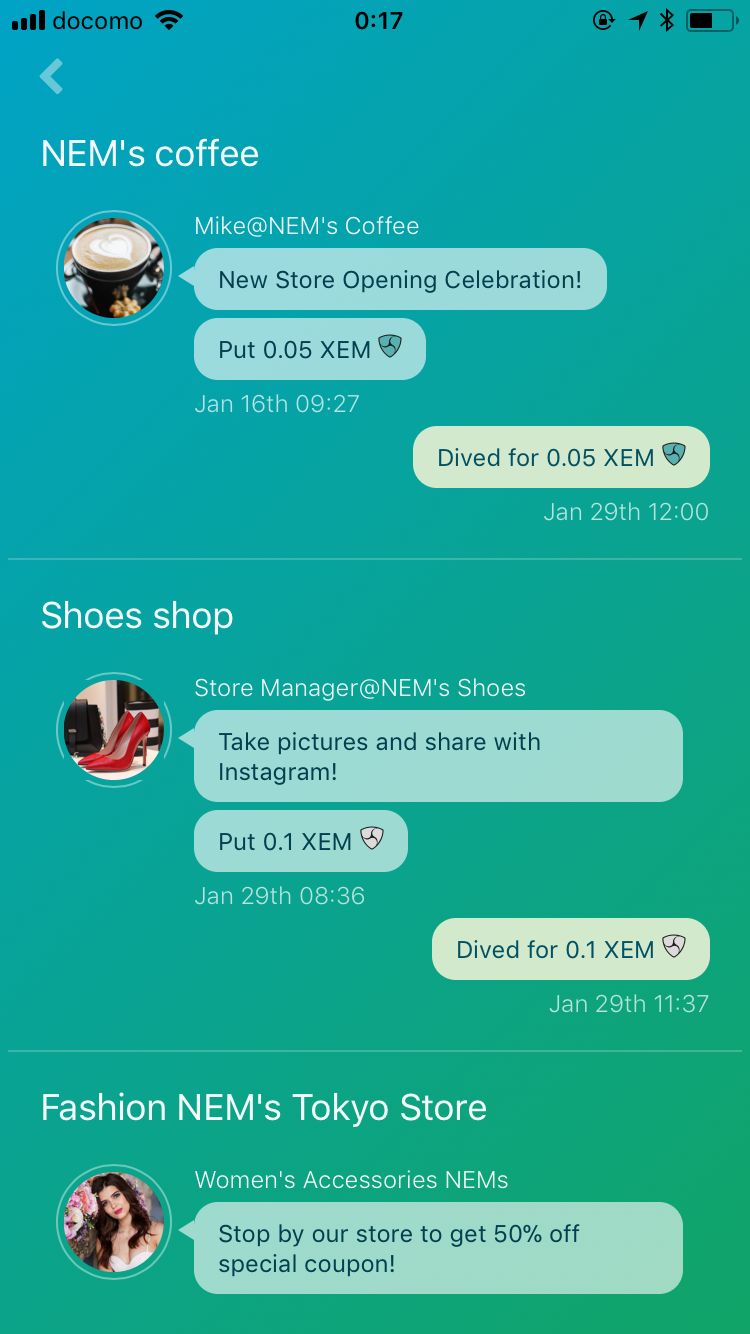 docomo
0:17
NEM's coffee
Mike@NEM's Coffee
New Store Opening Celebration!
Put 0.05 XEM
Jan 16th 09:27
Dived for 0.05 XEM
Jan 29th 12:00
Shoes shop
Store Manager@NEM's Shoes
Take pictures and share with
Instagram!
Put 0.1 XEM
Jan 29th 08:36
Dived for 0.1 XEM
Jan 29th 11:37
Fashion NEM's Tokyo Store
Women's Accessories NEMs
Stop by our store to get 50% off
special coupon!